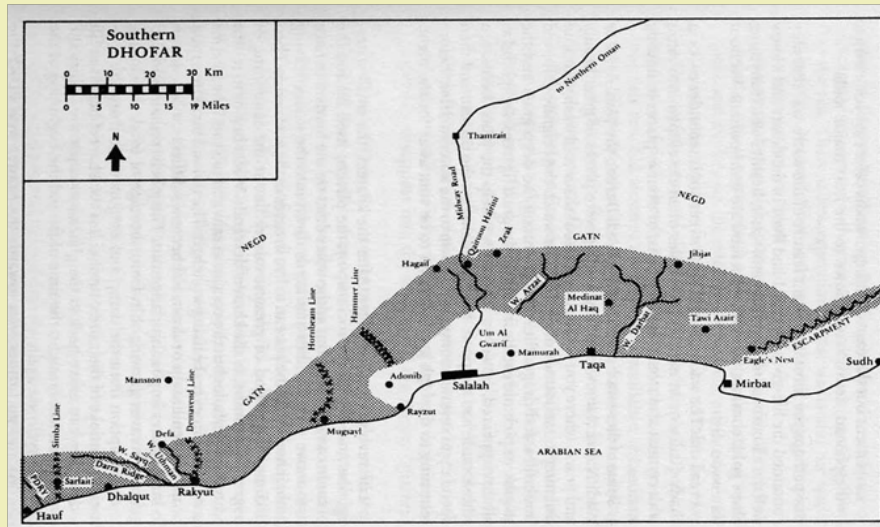 Southern
DHOFAR
0 10 20 30 Km
0 5 10 15 19 Miles
N
to Northern Oman
Thamrait
Midway Road
NEGD
NEGD
GATN
Qairoon Hairiti
Zeak
Hagaif
Jibjat
W. Arzat
Medinat
Al Haq
W. Darbat
Tawi Atair
ESCARPMENT
Eagle's Nest
Sudh
Hornbeam Line
Hammer Line
Um Al
Gwarif
Mamurah
Adonib
Salalah
Taqa
Mirbat
Rayzut
Manston
GATN
Mugsayl
ARABIAN SEA
Simba Line
Demavend Line
Defa
W. Sayq
W. Udhman
Darra Ridge
PDRY
Sarfait
Dhalqut
Rakyut
Hauf